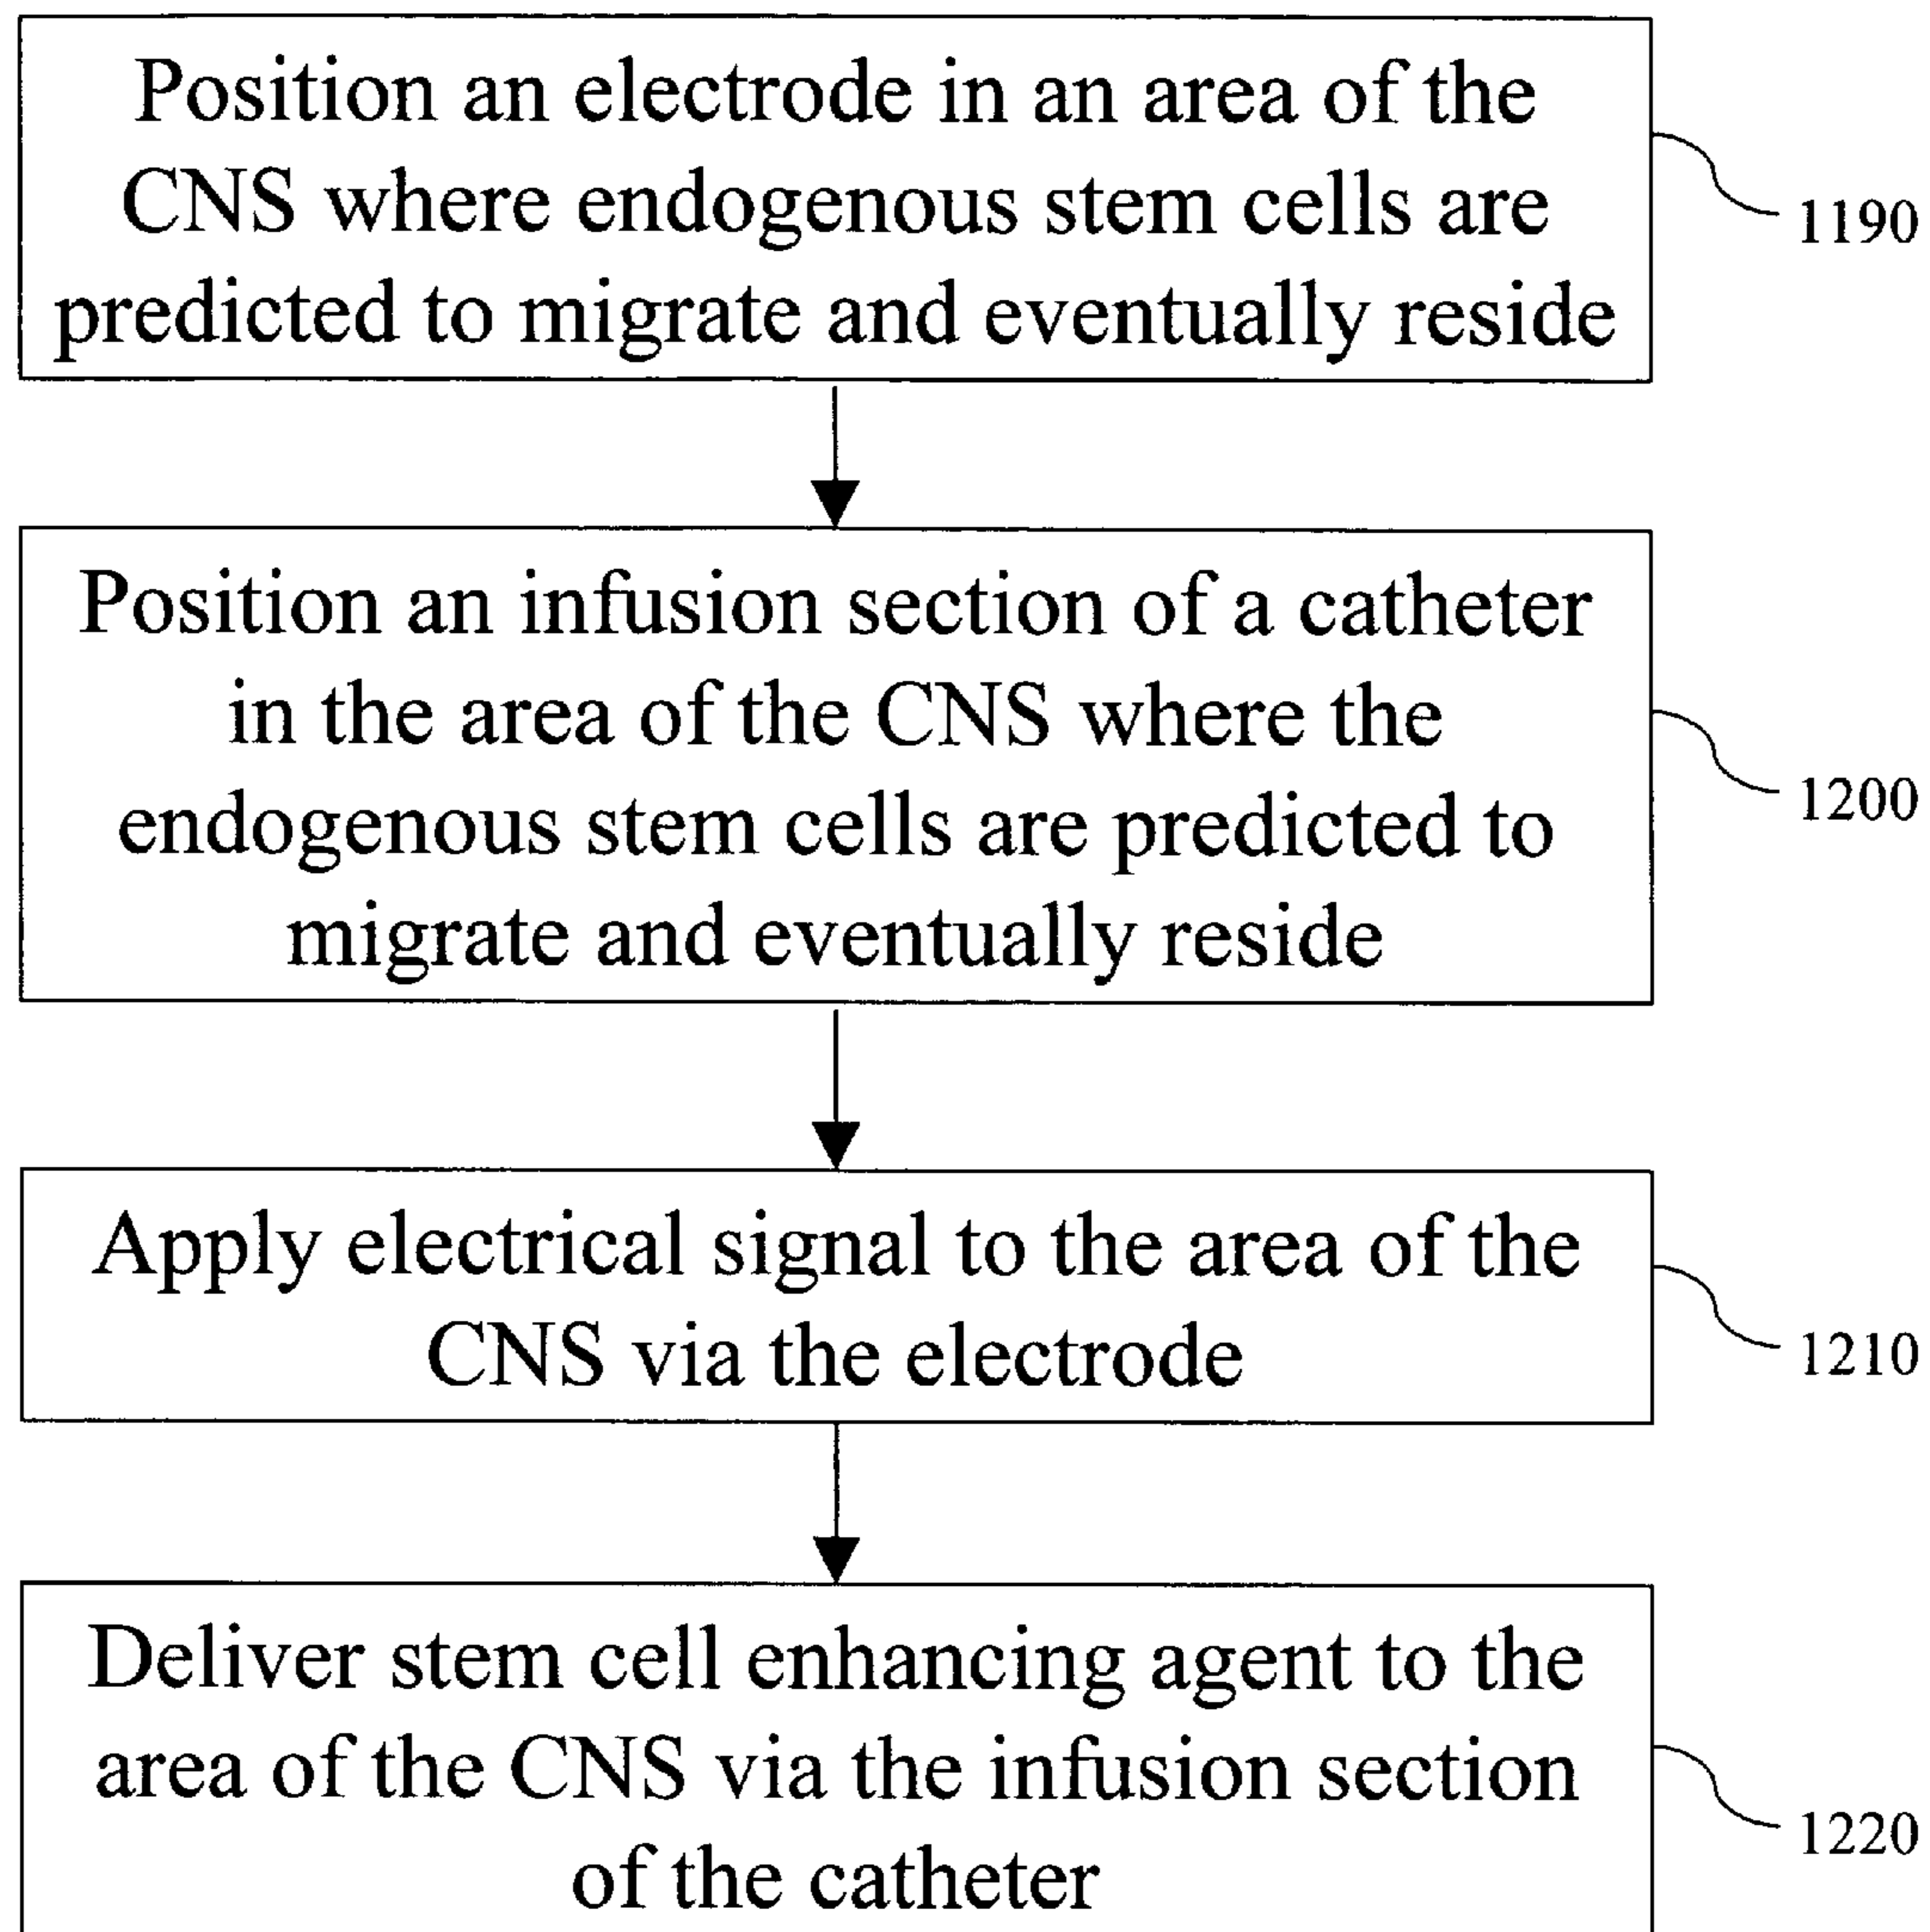 Position an electrode in an area of the
CNS where endogenous stem cells are
predicted to migrate and eventually reside
1190
Position an infusion section of a catheter
in the area of the CNS where the
endogenous stem cells are predicted to
migrate and eventually reside
1200
Apply electrical signal to the area of the
CNS via the electrode
1210
Deliver stem cell enhancing agent to the
area of the CNS via the infusion section
of the catheter
1220